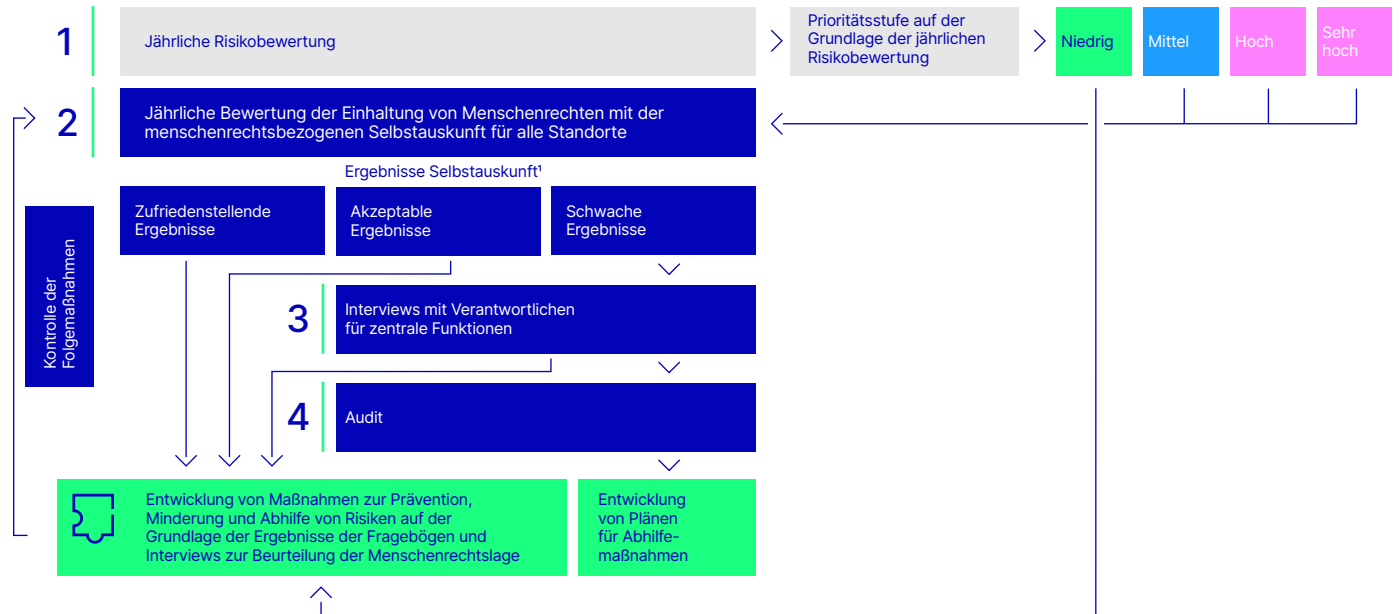 1
Jährliche Risikobewertung
Prioritätsstufe auf der
Grundlage der jährlichen
Risikobewertung
Niedrig
Mittel
Hoch
Sehr
hoch
2
Jährliche Bewertung der Einhaltung von Menschenrechten mit der
menschenrechtsbezogenen Selbstauskunft für alle Standorte
Ergebnisse Selbstauskunft¹
Zufriedenstellende
Ergebnisse
Akzeptable
Ergebnisse
Schwache
Ergebnisse
Kontrolle der
Folgemaßnahmen
3
Interviews mit Verantwortlichen
für zentrale Funktionen
4
Audit
Entwicklung von Maßnahmen zur Prävention,
Minderung und Abhilfe von Risiken auf der
Grundlage der Ergebnisse der Fragebögen und
Interviews zur Beurteilung der Menschenrechtslage
Entwicklung
von Plänen
für Abhilfe-
maßnahmen